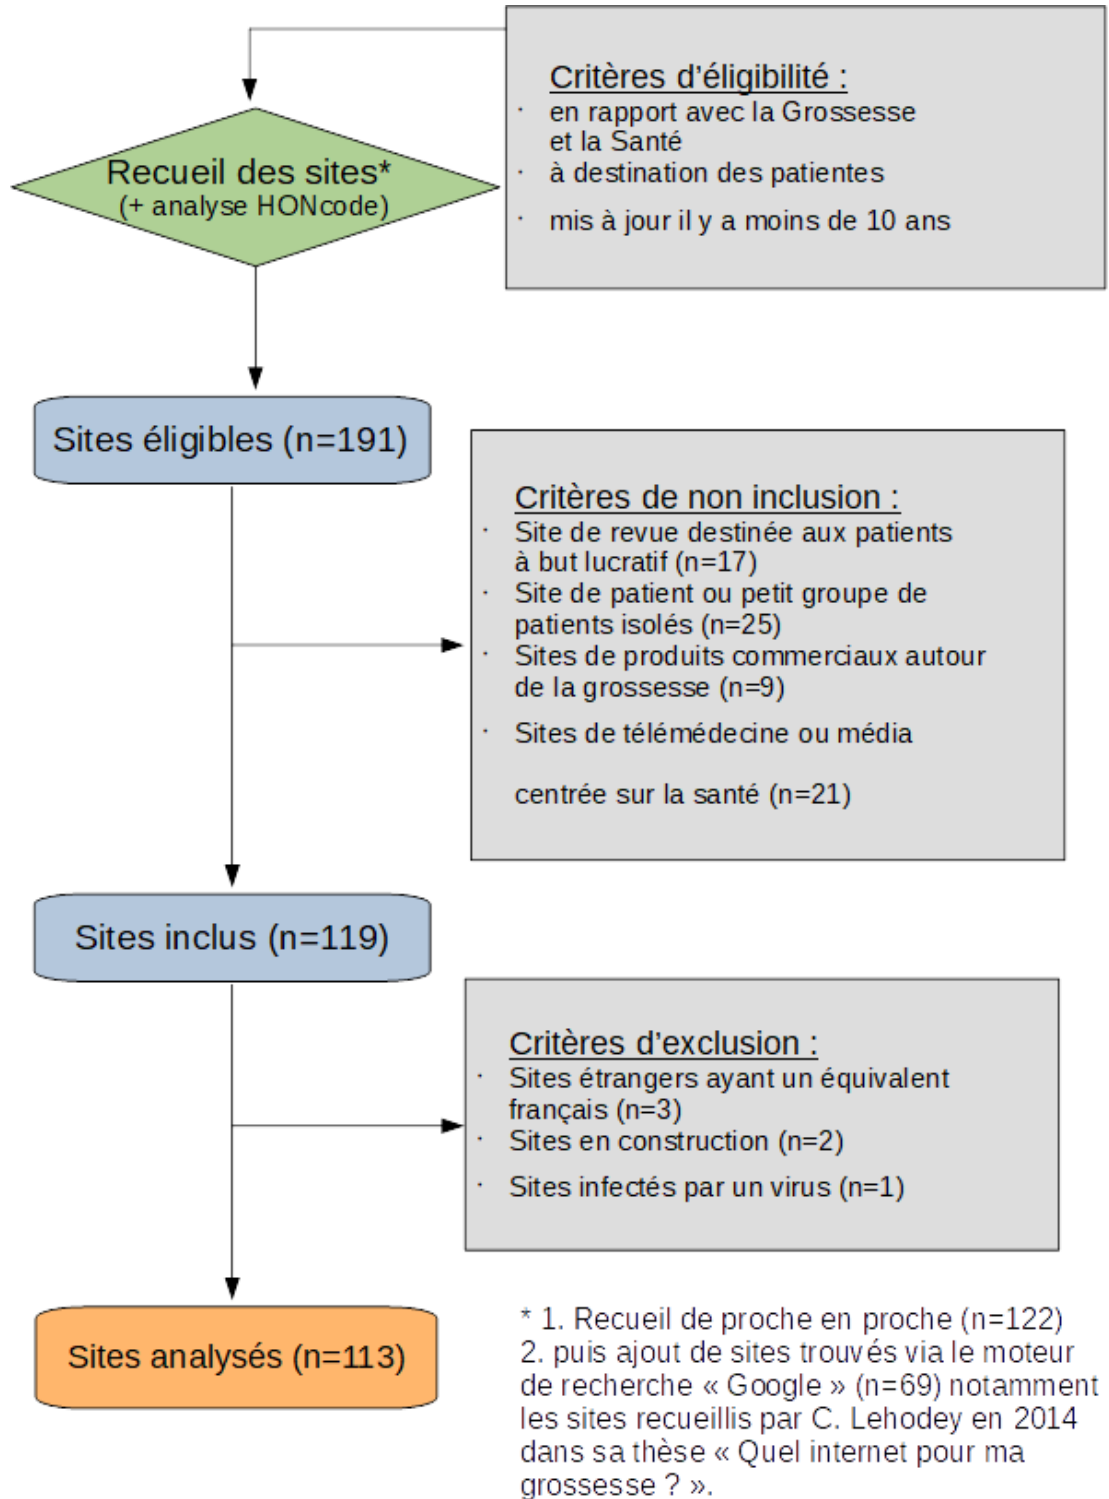 Critères d'éligibilité :
· en rapport avec la Grossesse
et la Santé
· à destination des patientes
· mis à jour il y a moins de 10 ans
Recueil des sites*
(+ analyse HONcode)
Sites éligibles (n=191)
Critères de non inclusion :
· Site de revue destinée aux patients
à but lucratif (n=17)
· Site de patient ou petit groupe de
patients isolés (n=25)
· Sites de produits commerciaux autour
de la grossesse (n=9)
· Sites de télémédecine ou média
centrée sur la santé (n=21)
Sites inclus (n=119)
Critères d'exclusion :
· Sites étrangers ayant un équivalent
français (n=3)
· Sites en construction (n=2)
· Sites infectés par un virus (n=1)
Sites analysés (n=113)
* 1. Recueil de proche en proche (n=122)
2. puis ajout de sites trouvés via le moteur
de recherche « Google » (n=69) notamment
les sites recueillis par C. Lehodey en 2014
dans sa thèse « Quel internet pour ma
grossesse ? ».